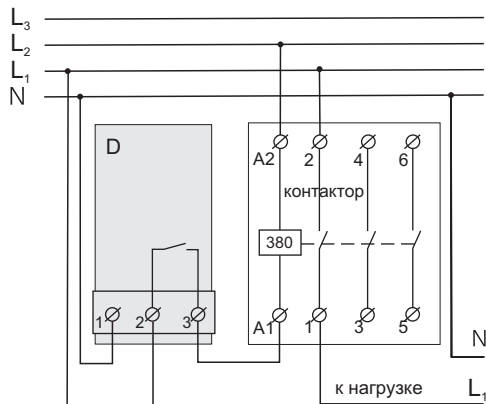 L₃
L₂
L₁
N
D
A2 2 4 6
контактор
380
1 2 3
A1 1 3 5
N
к нагрузке L₁